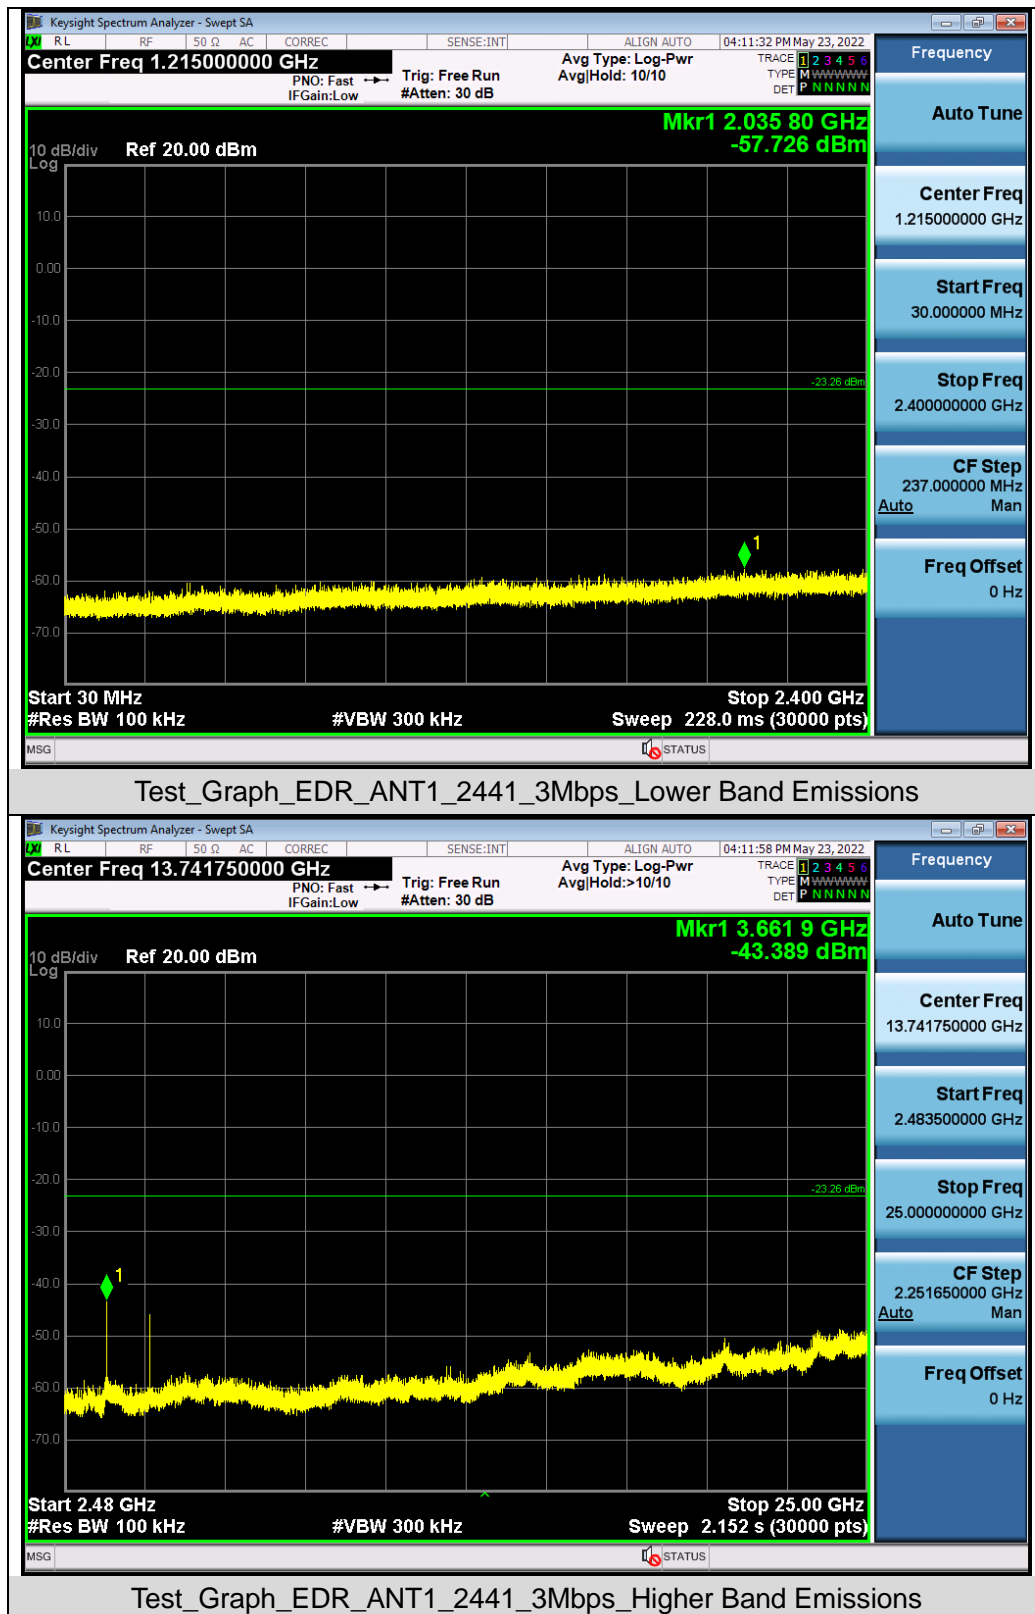 Keysight Spectrum Analyzer - Swept SA
LXI RL RF 50 Ω AC CORREC SENSE:INT ALIGN AUTO 04:11:32 PM May 23, 2022
Center Freq 1.215000000 GHz
PNO: Fast
IFGain:Low
Trig: Free Run
#Atten: 30 dB
Avg Type: Log-Pwr
Avg|Hold: 10/10
TRACE 1 2 3 4 5 6
TYPE M WWWWW
DET P N N N N N
Mkr1 2.035 80 GHz
-57.726 dBm
10 dB/div Ref 20.00 dBm
Log
10.0
0.00
-10.0
-20.0
-23.26 dBm
-30.0
-40.0
-50.0
1
-60.0
-70.0
Start 30 MHz Stop 2.400 GHz
#Res BW 100 kHz #VBW 300 kHz Sweep 228.0 ms (30000 pts)
MSG STATUS
Frequency
Auto Tune
Center Freq
1.215000000 GHz
Start Freq
30.000000 MHz
Stop Freq
2.400000000 GHz
CF Step
237.000000 MHz
Auto Man
Freq Offset
0 Hz
Test_Graph_EDR_ANT1_2441_3Mbps_Lower Band Emissions
Keysight Spectrum Analyzer - Swept SA
LXI RL RF 50 Ω AC CORREC SENSE:INT ALIGN AUTO 04:11:58 PM May 23, 2022
Center Freq 13.741750000 GHz
PNO: Fast
IFGain:Low
Trig: Free Run
#Atten: 30 dB
Avg Type: Log-Pwr
Avg|Hold:>10/10
TRACE 1 2 3 4 5 6
TYPE M WWWWW
DET P N N N N N
Mkr1 3.661 9 GHz
-43.389 dBm
10 dB/div Ref 20.00 dBm
Log
10.0
0.00
-10.0
-20.0
-23.26 dBm
-30.0
1
-40.0
-50.0
-60.0
-70.0
Start 2.48 GHz Stop 25.00 GHz
#Res BW 100 kHz #VBW 300 kHz Sweep 2.152 s (30000 pts)
MSG STATUS
Frequency
Auto Tune
Center Freq
13.741750000 GHz
Start Freq
2.483500000 GHz
Stop Freq
25.000000000 GHz
CF Step
2.251650000 GHz
Auto Man
Freq Offset
0 Hz
Test_Graph_EDR_ANT1_2441_3Mbps_Higher Band Emissions